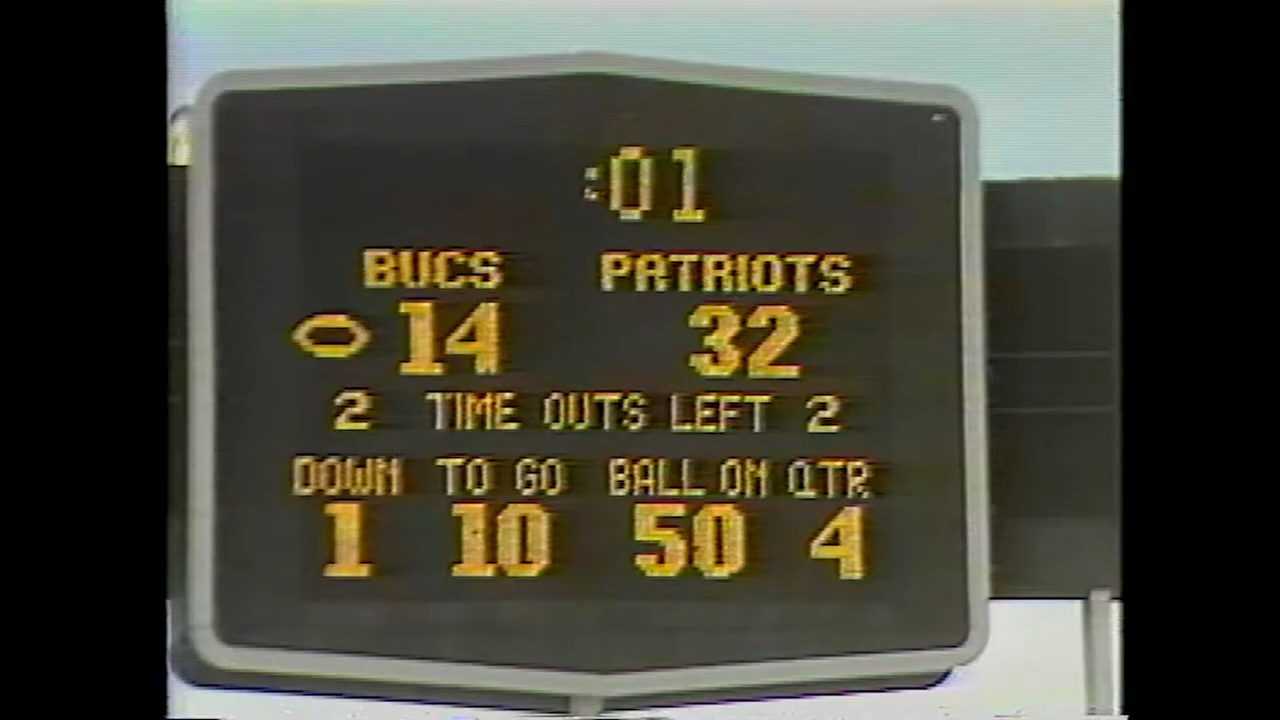 :01
BUCS PATRIOTS
14 32
2 TIME OUTS LEFT 2
DOWN TO GO BALL ON QTR
1 10 50 4